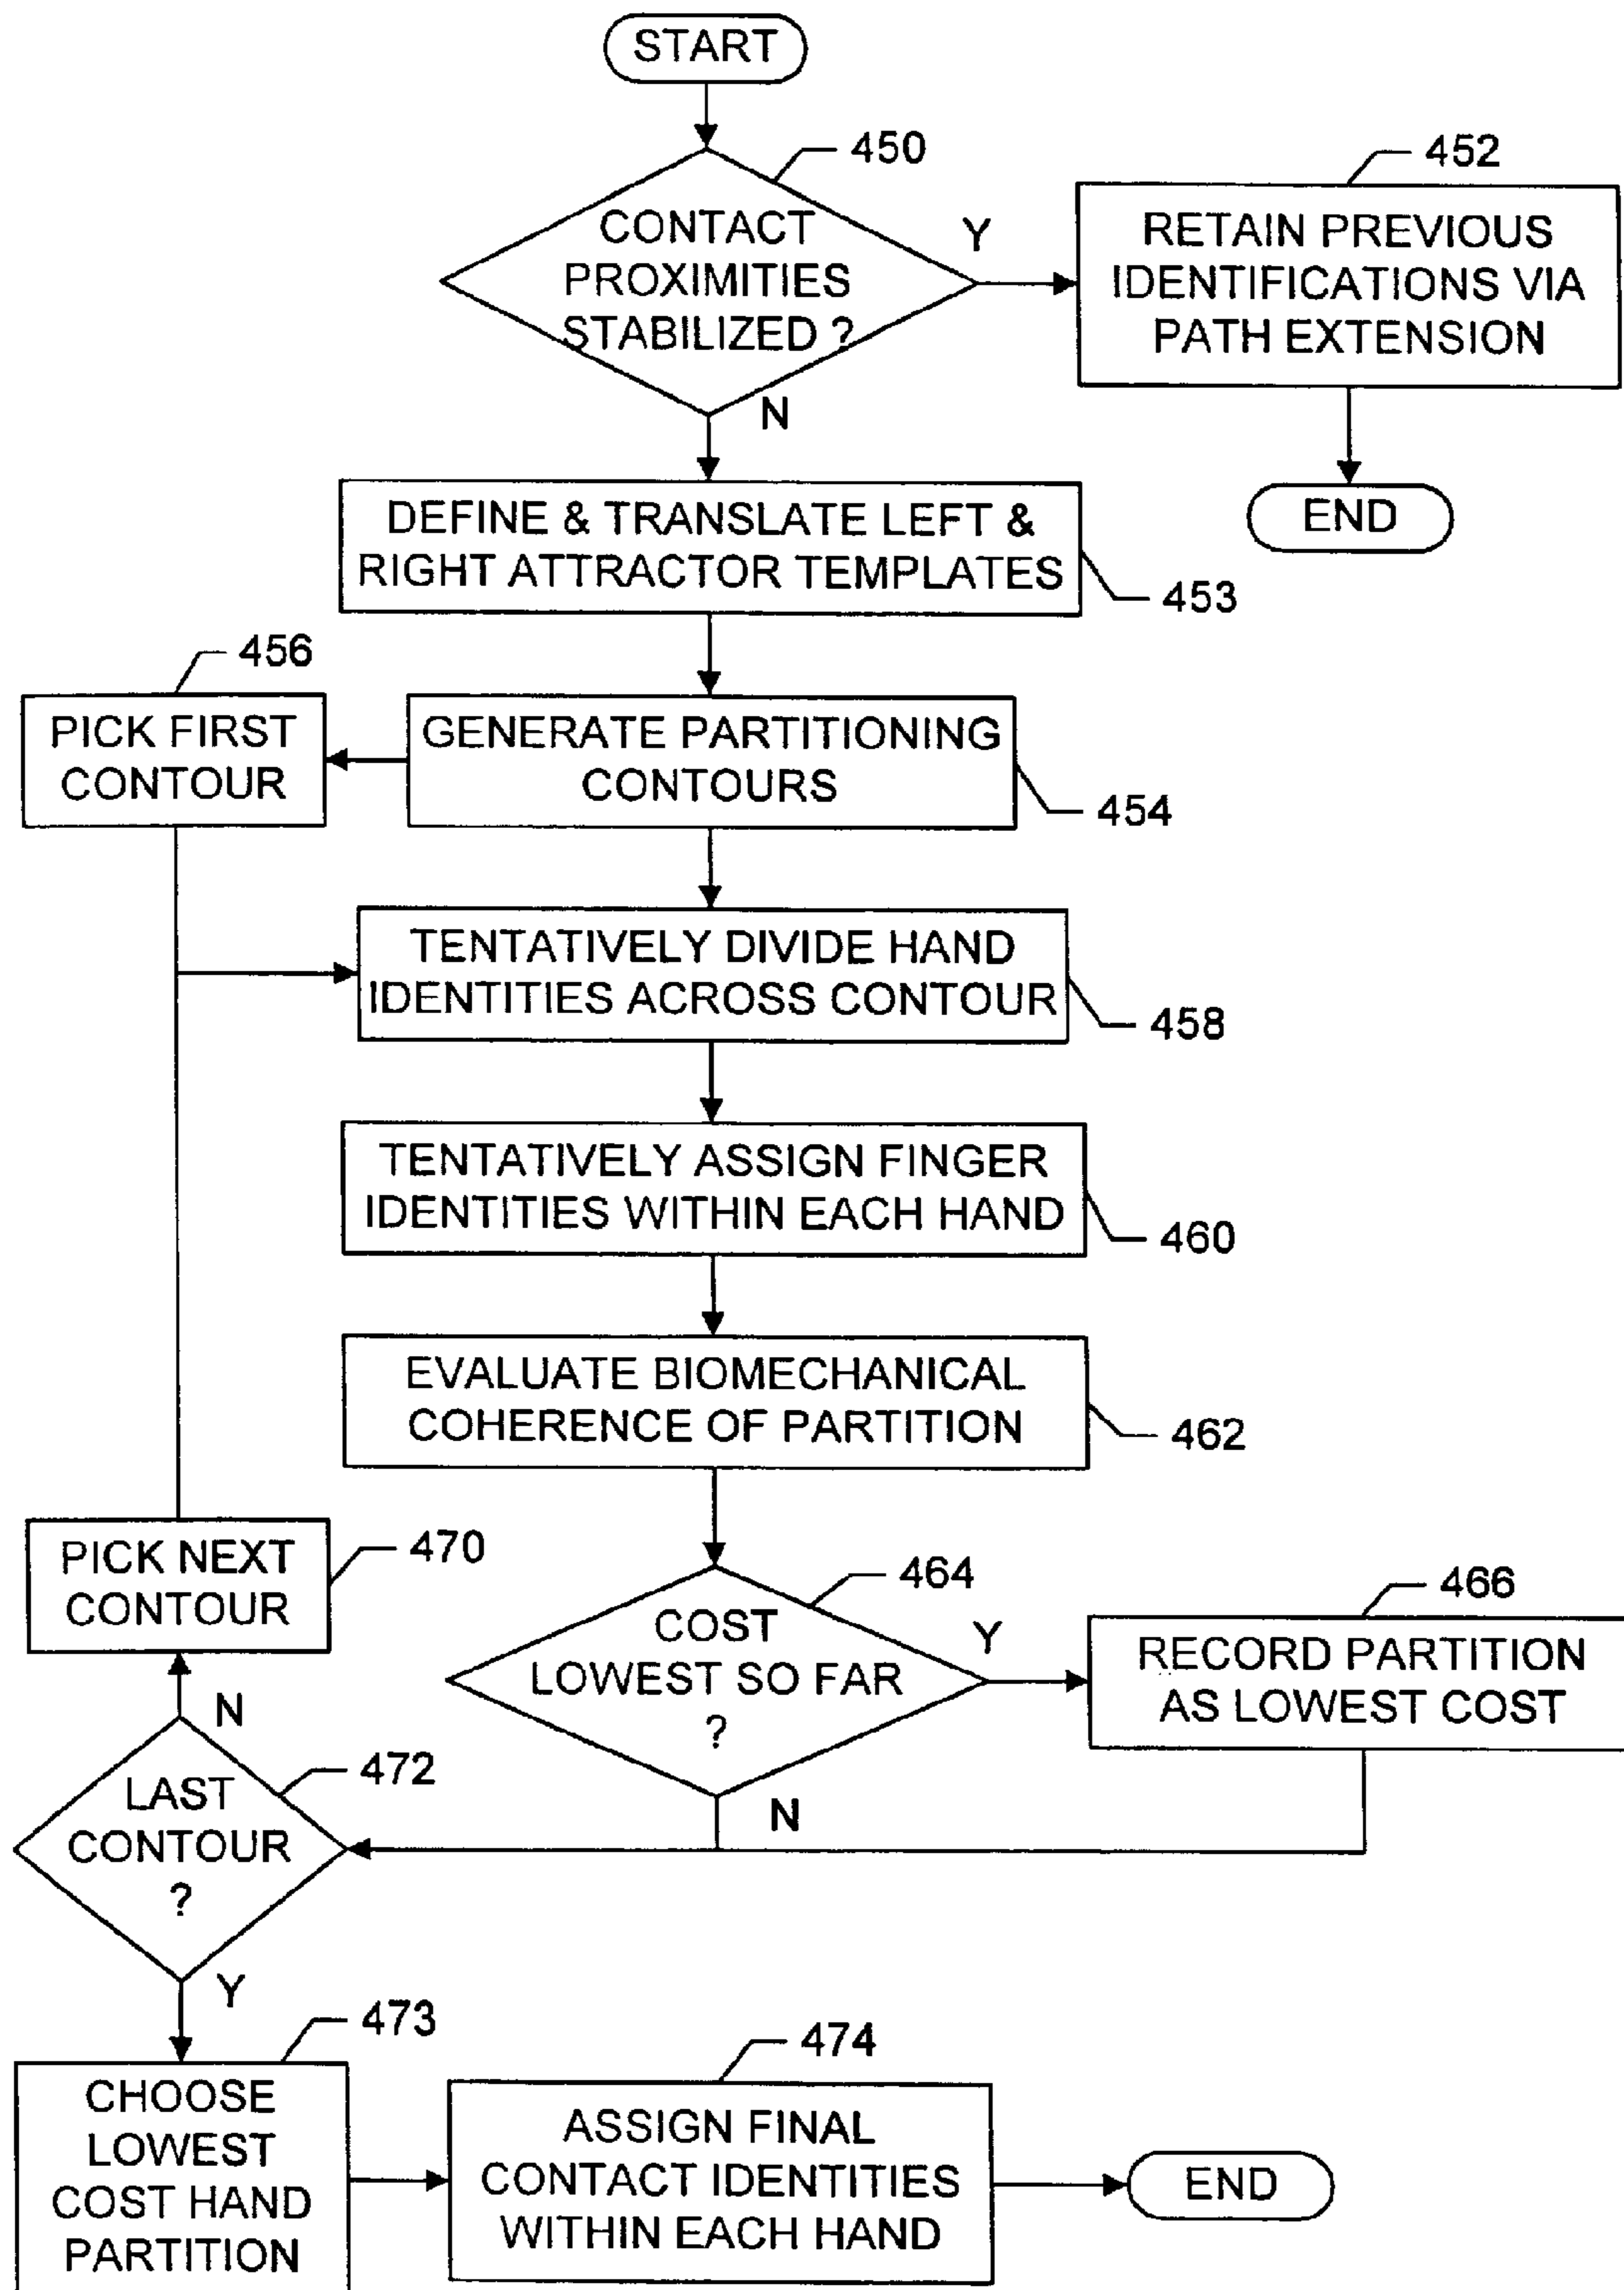 START
450
CONTACT
PROXIMITIES
STABILIZED ?
Y
N
452
RETAIN PREVIOUS
IDENTIFICATIONS VIA
PATH EXTENSION
END
DEFINE & TRANSLATE LEFT &
RIGHT ATTRACTOR TEMPLATES
453
456
PICK FIRST
CONTOUR
GENERATE PARTITIONING
CONTOURS
454
TENTATIVELY DIVIDE HAND
IDENTITIES ACROSS CONTOUR
458
TENTATIVELY ASSIGN FINGER
IDENTITIES WITHIN EACH HAND
460
EVALUATE BIOMECHANICAL
COHERENCE OF PARTITION
462
PICK NEXT
CONTOUR
470
464
COST
LOWEST SO FAR
?
Y
N
466
RECORD PARTITION
AS LOWEST COST
N
472
LAST
CONTOUR
?
Y
473
CHOOSE
LOWEST
COST HAND
PARTITION
474
ASSIGN FINAL
CONTACT IDENTITIES
WITHIN EACH HAND
END